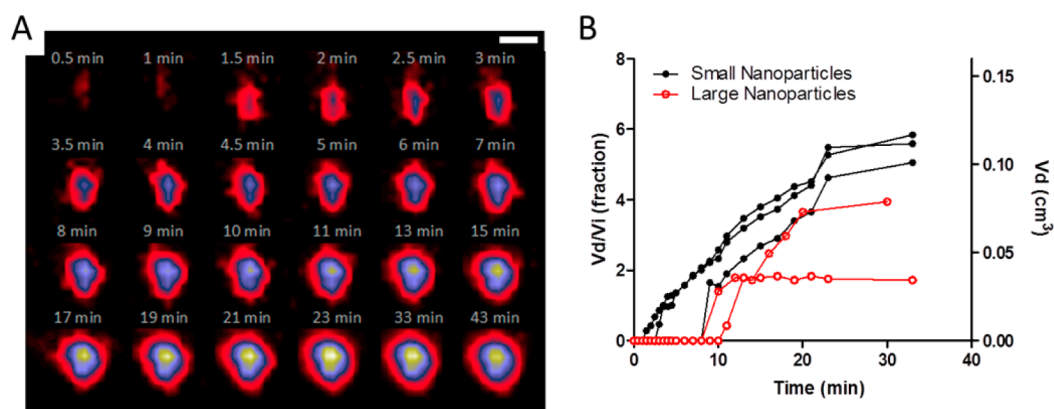 A
0.5 min 1 min 1.5 min 2 min 2.5 min 3 min
3.5 min 4 min 4.5 min 5 min 6 min 7 min
8 min 9 min 10 min 11 min 13 min 15 min
17 min 19 min 21 min 23 min 33 min 43 min
B
Small Nanoparticles
Large Nanoparticles
Vd/Vi (fraction)
8
6
4
2
0
Vd (cm³)
0.15
0.10
0.05
0.00
0 10 20 30 40
Time (min)